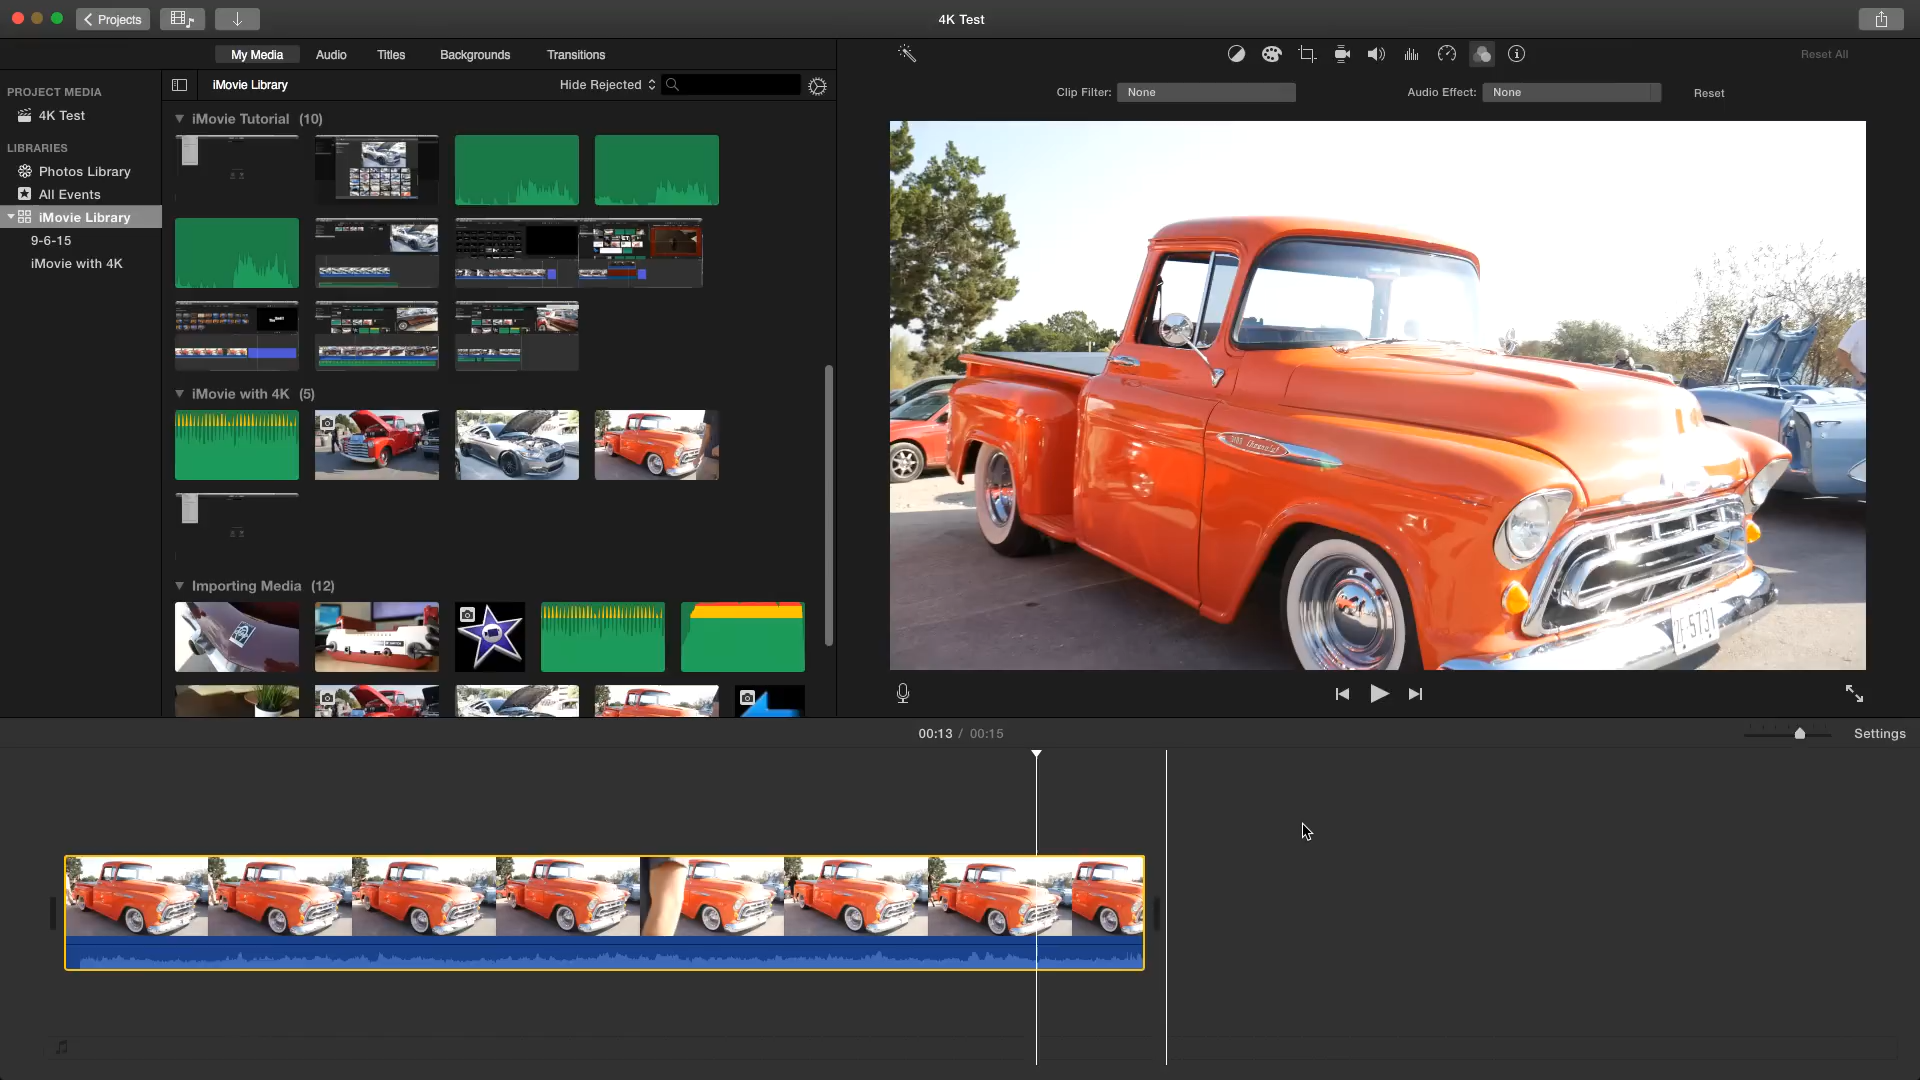 Projects
4K Test
My Media
Audio
Titles
Backgrounds
Transitions
Reset All
PROJECT MEDIA
4K Test
LIBRARIES
Photos Library
All Events
iMovie Library
9-6-15
iMovie with 4K
iMovie Library
Hide Rejected
Clip Filter: None
Audio Effect: None
Reset
iMovie Tutorial (10)
iMovie with 4K (5)
Importing Media (12)
Chevrolet
00:13 / 00:15
Settings